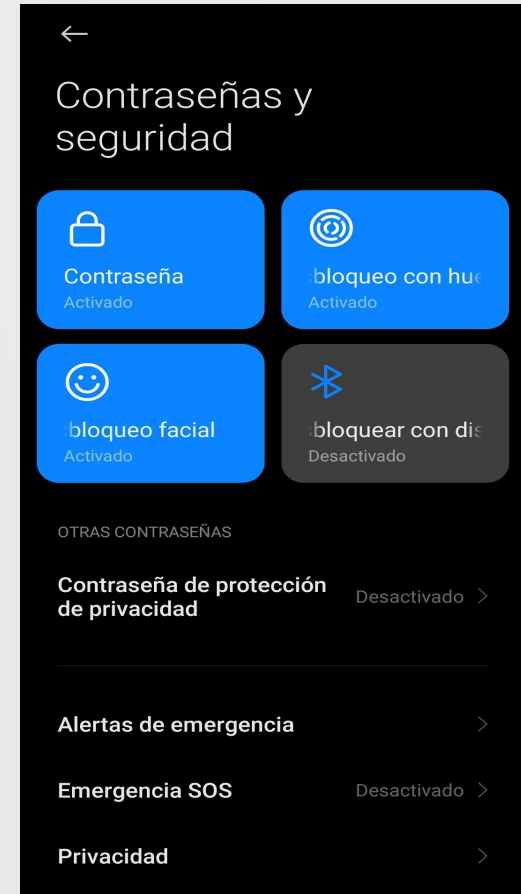 Contraseñas y
seguridad
Contraseña
Activado
bloqueo con hue
Activado
bloqueo facial
Activado
bloquear con dis
Desactivado
OTRAS CONTRASEÑAS
Contraseña de protección
de privacidad
Desactivado
Alertas de emergencia
Emergencia SOS
Desactivado
Privacidad